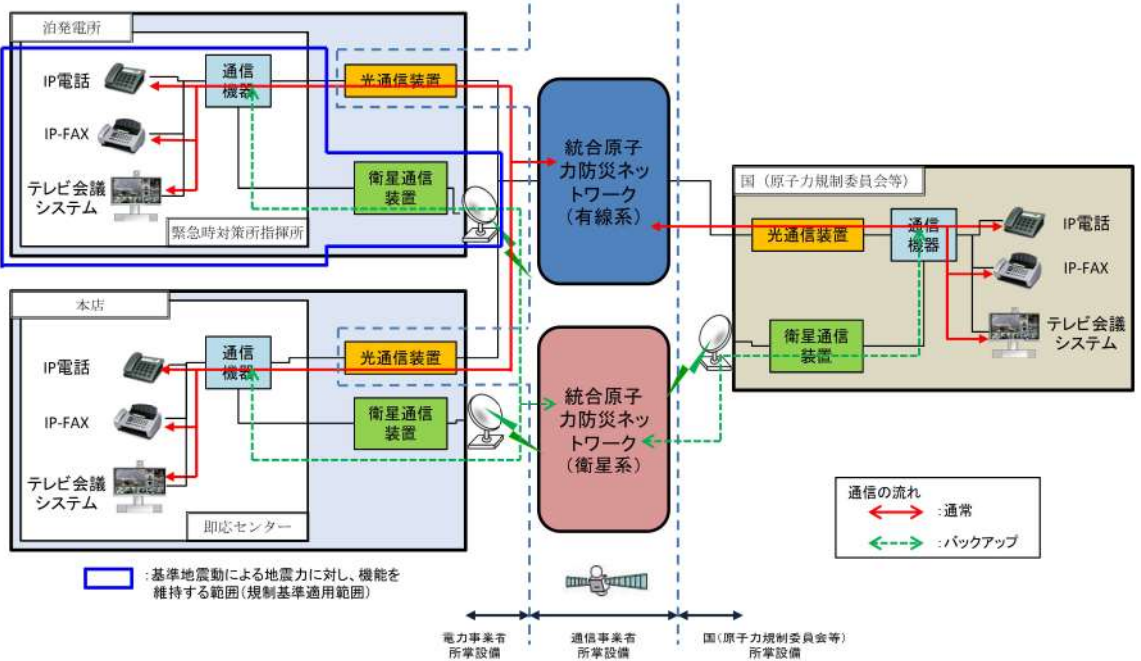 泊発電所
IP電話
IP-FAX
テレビ会議
システム
通信
機器
光通信装置
衛星通信
装置
緊急時対策所指揮所
本店
IP電話
IP-FAX
テレビ会議
システム
通信
機器
光通信装置
衛星通信
装置
即応センター
統合原子
力防災ネッ
トワーク
(有線系)
統合原子
力防災ネッ
トワーク
(衛星系)
国（原子力規制委員会等）
光通信装置
通信
機器
衛星通信
装置
IP電話
IP-FAX
テレビ会議
システム
通信の流れ
:通常
:バックアップ
:基準地震動による地震力に対し、機能を
維持する範囲(規制基準適用範囲)
電力事業者
所掌設備
通信事業者
所掌設備
国(原子力規制委員会等)
所掌設備